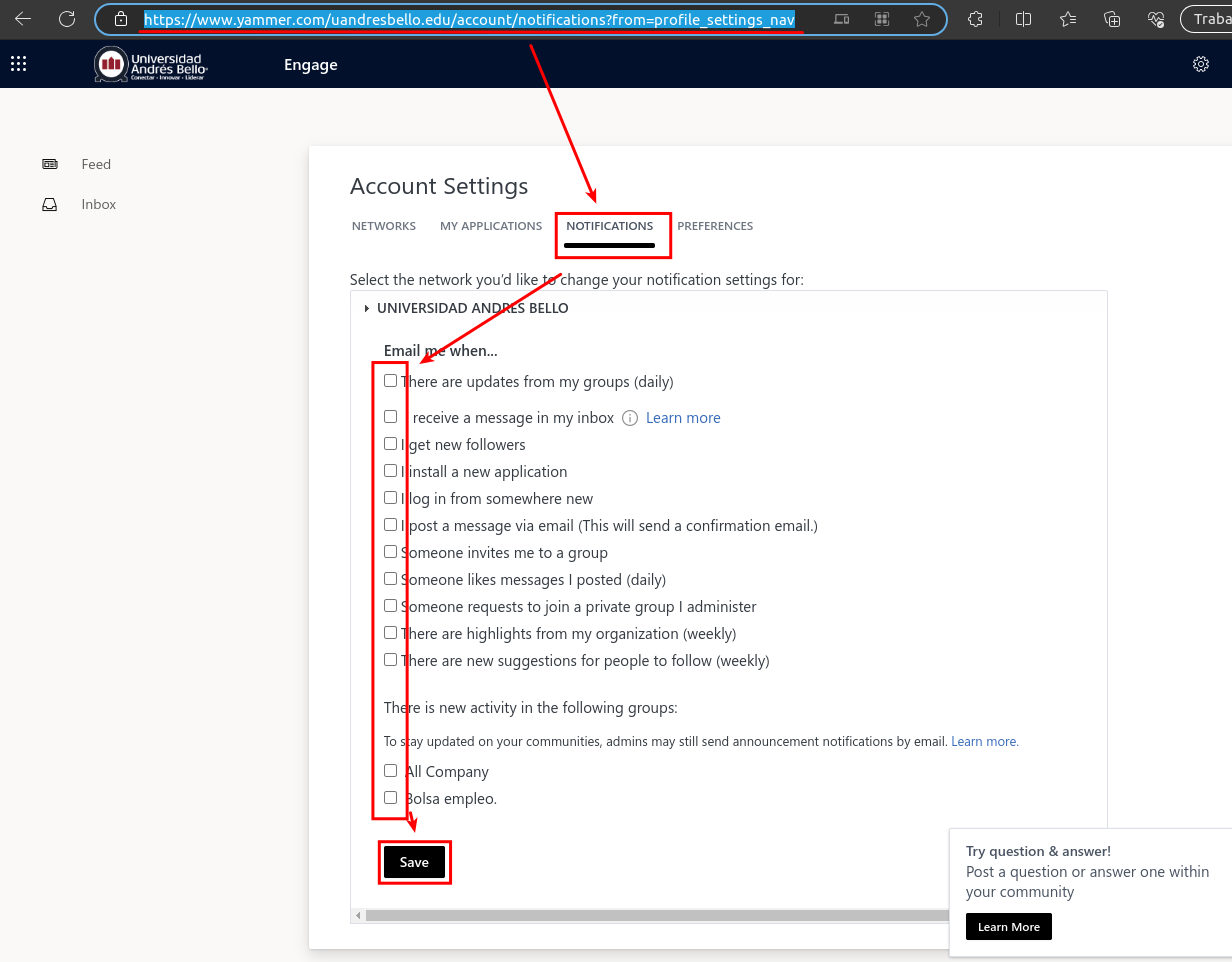 https://www.yammer.com/uandresbello.edu/account/notifications?from=profile_settings_nav
Traba
Universidad
Andrés Bello
Conectar · Innovar · Liderar
Engage
Feed
Inbox
Account Settings
NETWORKS MY APPLICATIONS NOTIFICATIONS PREFERENCES
Select the network you'd like to change your notification settings for:
UNIVERSIDAD ANDRES BELLO
Email me when...
There are updates from my groups (daily)
I receive a message in my inbox Learn more
I get new followers
I install a new application
I log in from somewhere new
I post a message via email (This will send a confirmation email.)
Someone invites me to a group
Someone likes messages I posted (daily)
Someone requests to join a private group I administer
There are highlights from my organization (weekly)
There are new suggestions for people to follow (weekly)
There is new activity in the following groups:
To stay updated on your communities, admins may still send announcement notifications by email. Learn more.
All Company
Bolsa empleo.
Save
Try question & answer!
Post a question or answer one within
your community
Learn More